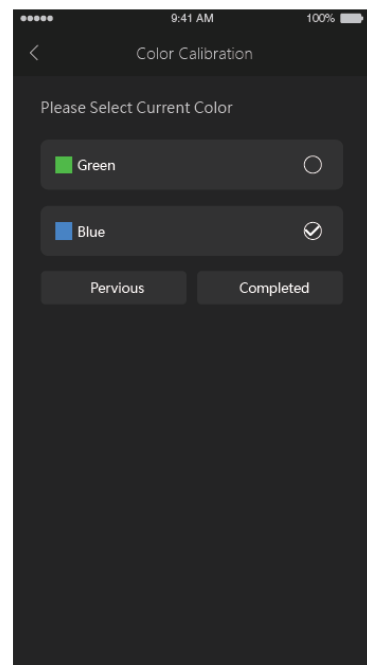 9:41 AM 100%
Color Calibration
Please Select Current Color
Green
Blue
Pervious Completed